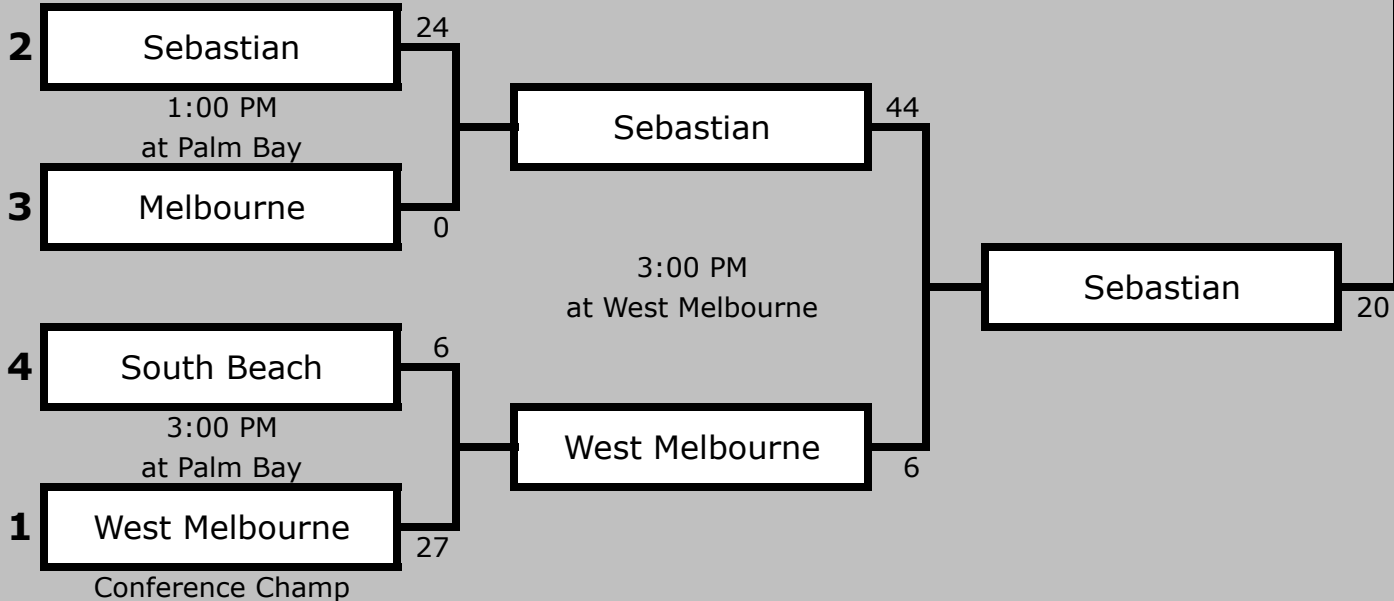 2
Sebastian
24
1:00 PM
at Palm Bay
3
Melbourne
0
4
South Beach
6
3:00 PM
at Palm Bay
1
West Melbourne
27
Conference Champ
Sebastian
44
3:00 PM
at West Melbourne
West Melbourne
6
Sebastian
20